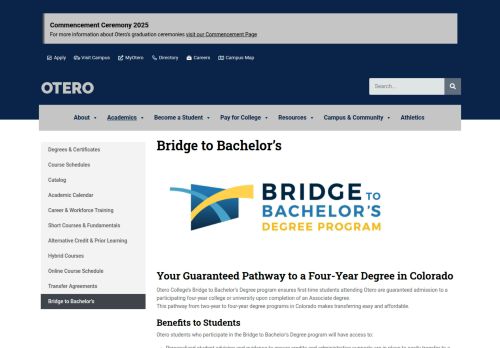 Commencement Ceremony 2025
For more information about Otero's graduation ceremonies visit our Commencement Page
Apply
Visit Campus
MyOtero
Directory
Careers
Campus Map
OTERO
Search...
About
Academics
Become a Student
Pay for College
Resources
Campus & Community
Athletics
Degrees & Certificates
Course Schedules
Catalog
Academic Calendar
Career & Workforce Training
Short Courses & Fundamentals
Alternative Credit & Prior Learning
Hybrid Courses
Online Course Schedule
Transfer Agreements
Bridge to Bachelor's
Bridge to Bachelor's
BRIDGE TO
BACHELOR'S
DEGREE PROGRAM
Your Guaranteed Pathway to a Four-Year Degree in Colorado
Otero College's Bridge to Bachelor's Degree program ensures first-time students attending Otero are guaranteed admission to a
participating four-year college or university upon completion of an Associate degree.
This pathway from two-year to four-year degree programs in Colorado makes transferring easy and affordable.
Benefits to Students
Otero students who participate in the Bridge to Bachelor's Degree program will have access to: